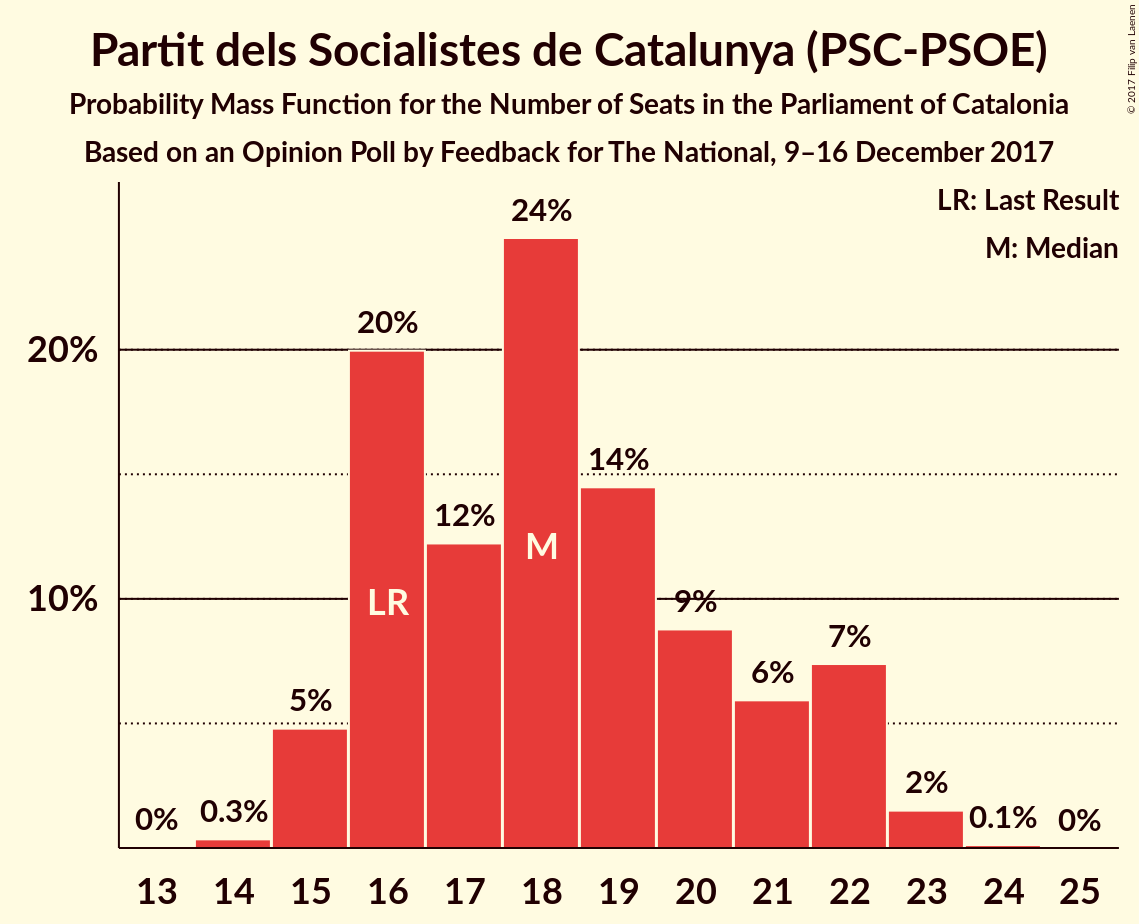 Partit dels Socialistes de Catalunya (PSC-PSOE)
Probability Mass Function for the Number of Seats in the Parliament of Catalonia
Based on an Opinion Poll by Feedback for The National, 9–16 December 2017
© 2017 Filip van Laenen
LR: Last Result
M: Median
20%
10%
0%
0.3%
5%
20%
12%
24%
14%
9%
6%
7%
2%
0.1%
0%
LR
M
13 14 15 16 17 18 19 20 21 22 23 24 25